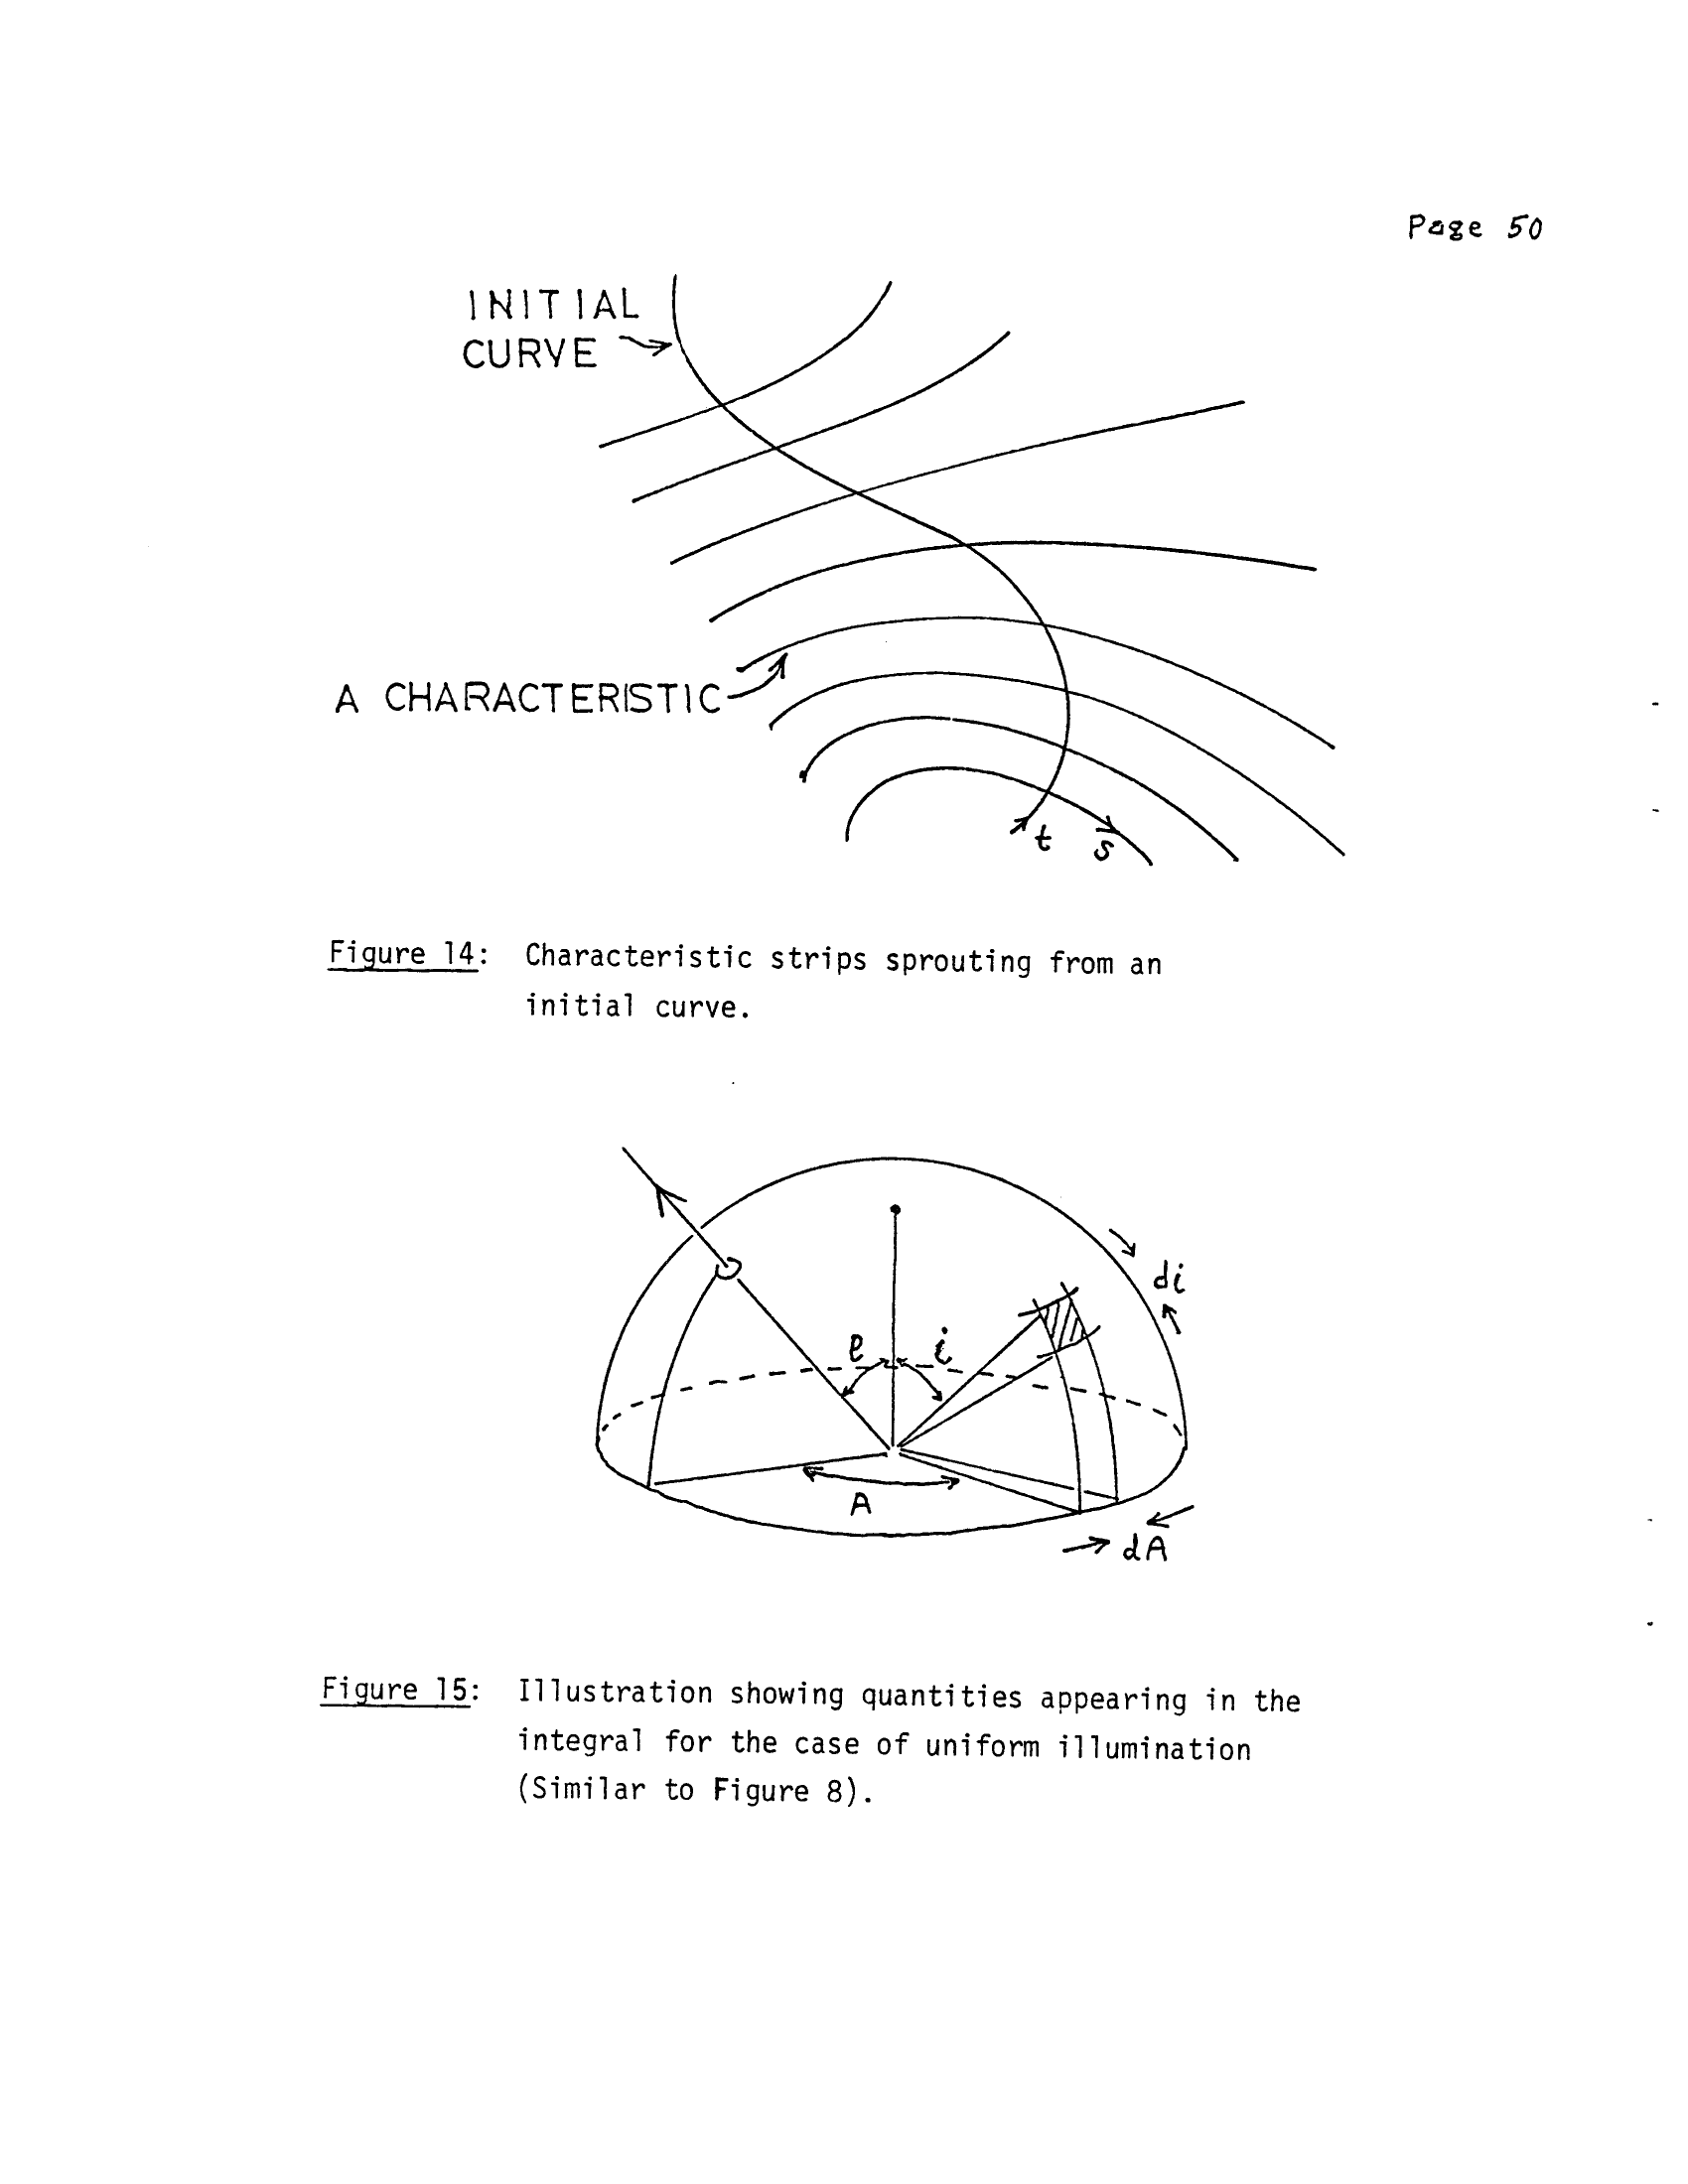 Page 50
INITIAL
CURVE
A CHARACTERISTIC
t
s
Figure 14: Characteristic strips sprouting from an
initial curve.
di
e i
A
dA
Figure 15: Illustration showing quantities appearing in the
integral for the case of uniform illumination
(Similar to Figure 8).